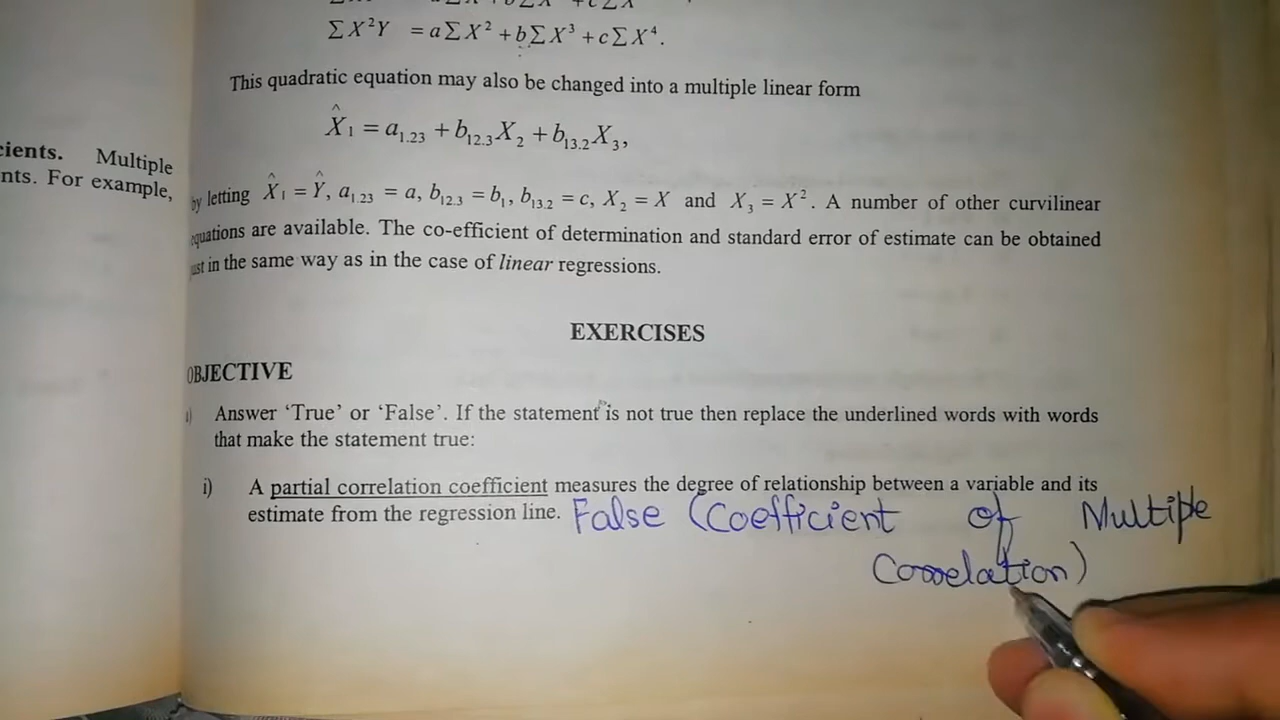 ΣX²Y = aΣX² + bΣX³ + cΣX⁴.
This quadratic equation may also be changed into a multiple linear form
X̂₁ = a₁.₂₃ + b₁₂.₃X₂ + b₁₃.₂X₃,
cients. Multiple
nts. For example,
by letting X̂₁ = Ŷ, a₁.₂₃ = a, b₁₂.₃ = b₁, b₁₃.₂ = c, X₂ = X and X₃ = X². A number of other curvilinear
equations are available. The co-efficient of determination and standard error of estimate can be obtained
ust in the same way as in the case of linear regressions.
EXERCISES
OBJECTIVE
Answer ‘True’ or ‘False’. If the statement is not true then replace the underlined words with words
that make the statement true:
i) A partial correlation coefficient measures the degree of relationship between a variable and its
estimate from the regression line. False (Coefficient of Multiple
Correlation)